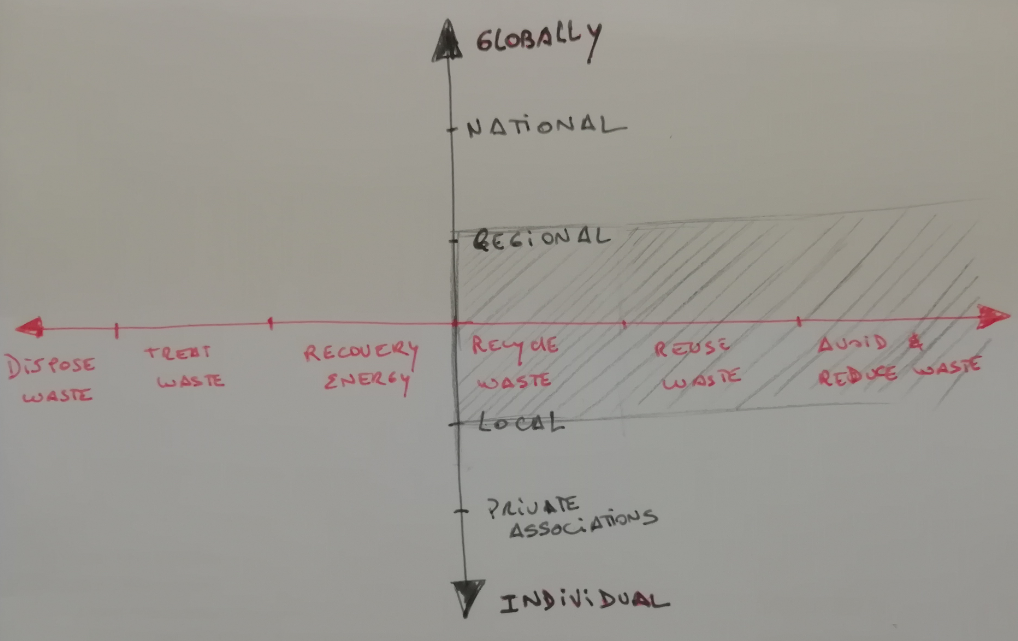 GLOBALLY
NATIONAL
REGIONAL
DISPOSE
WASTE
TREAT
WASTE
RECOVERY
ENERGY
RECYCLE
WASTE
REUSE
WASTE
AVOID &
REDUCE WASTE
LOCAL
PRIVATE
ASSOCIATIONS
INDIVIDUAL